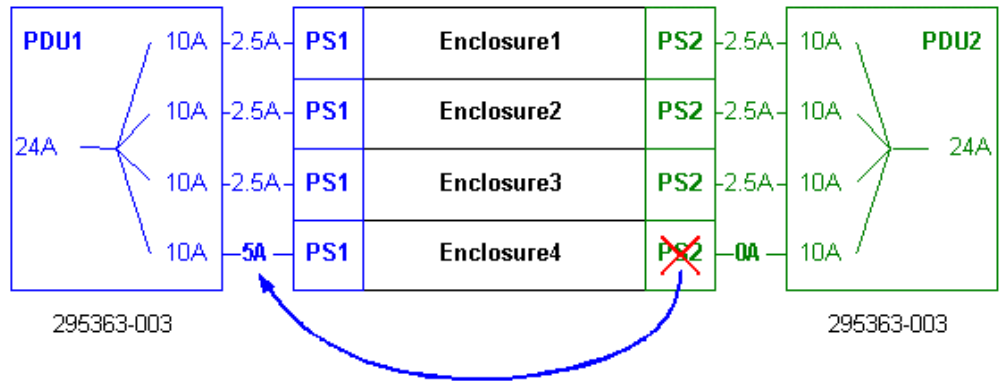 PDU1 10A 2.5A PS1 Enclosure1 PS2 2.5A 10A PDU2
10A 2.5A PS1 Enclosure2 PS2 2.5A 10A
24A 24A
10A 2.5A PS1 Enclosure3 PS2 2.5A 10A
10A 5A PS1 Enclosure4 PS2 0A 10A
295363-003 295363-003